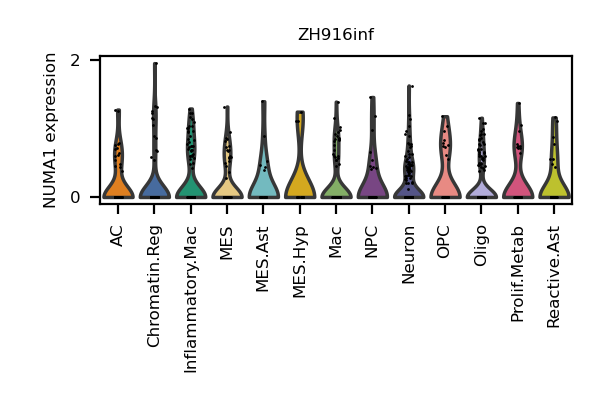 ZH916inf
NUMA1 expression
2
0
AC
Chromatin.Reg
Inflammatory.Mac
MES
MES.Ast
MES.Hyp
Mac
NPC
Neuron
OPC
Oligo
Prolif.Metab
Reactive.Ast